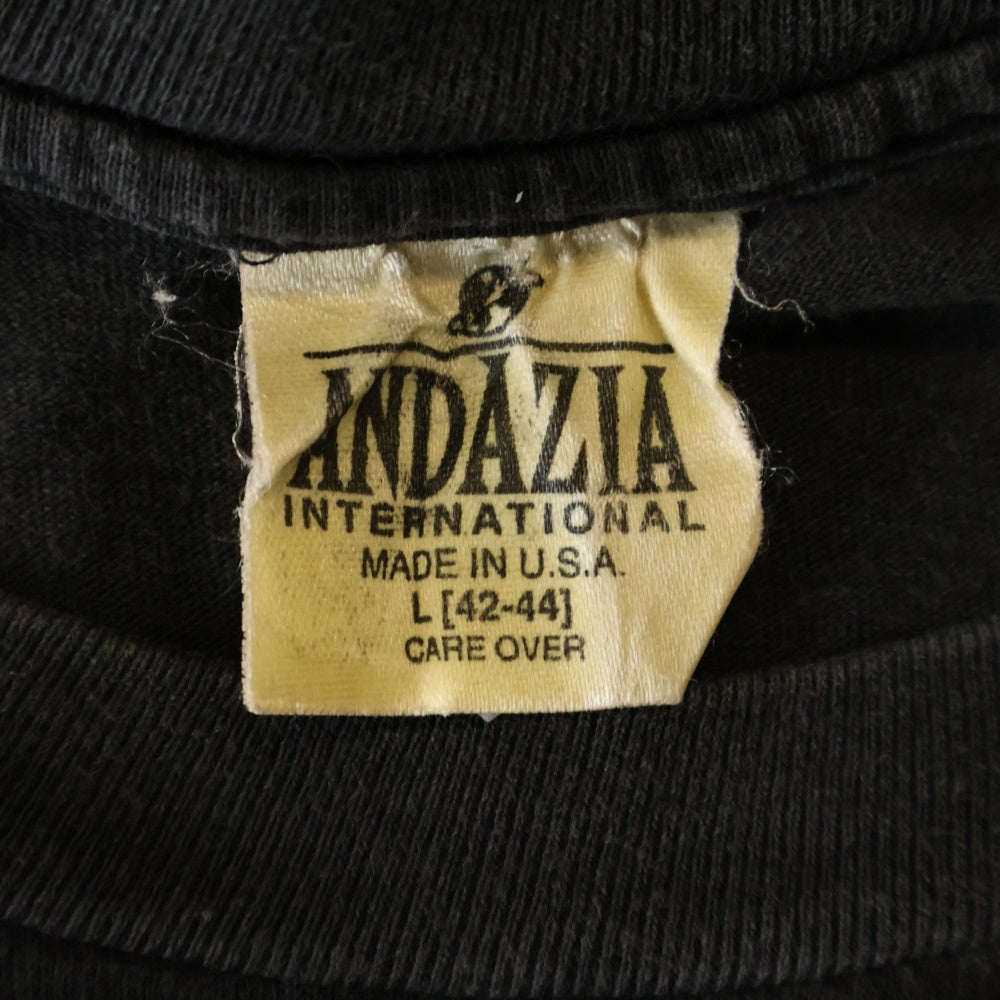 ANDAZIA
INTERNATIONAL
MADE IN U.S.A.
L [42-44]
CARE OVER